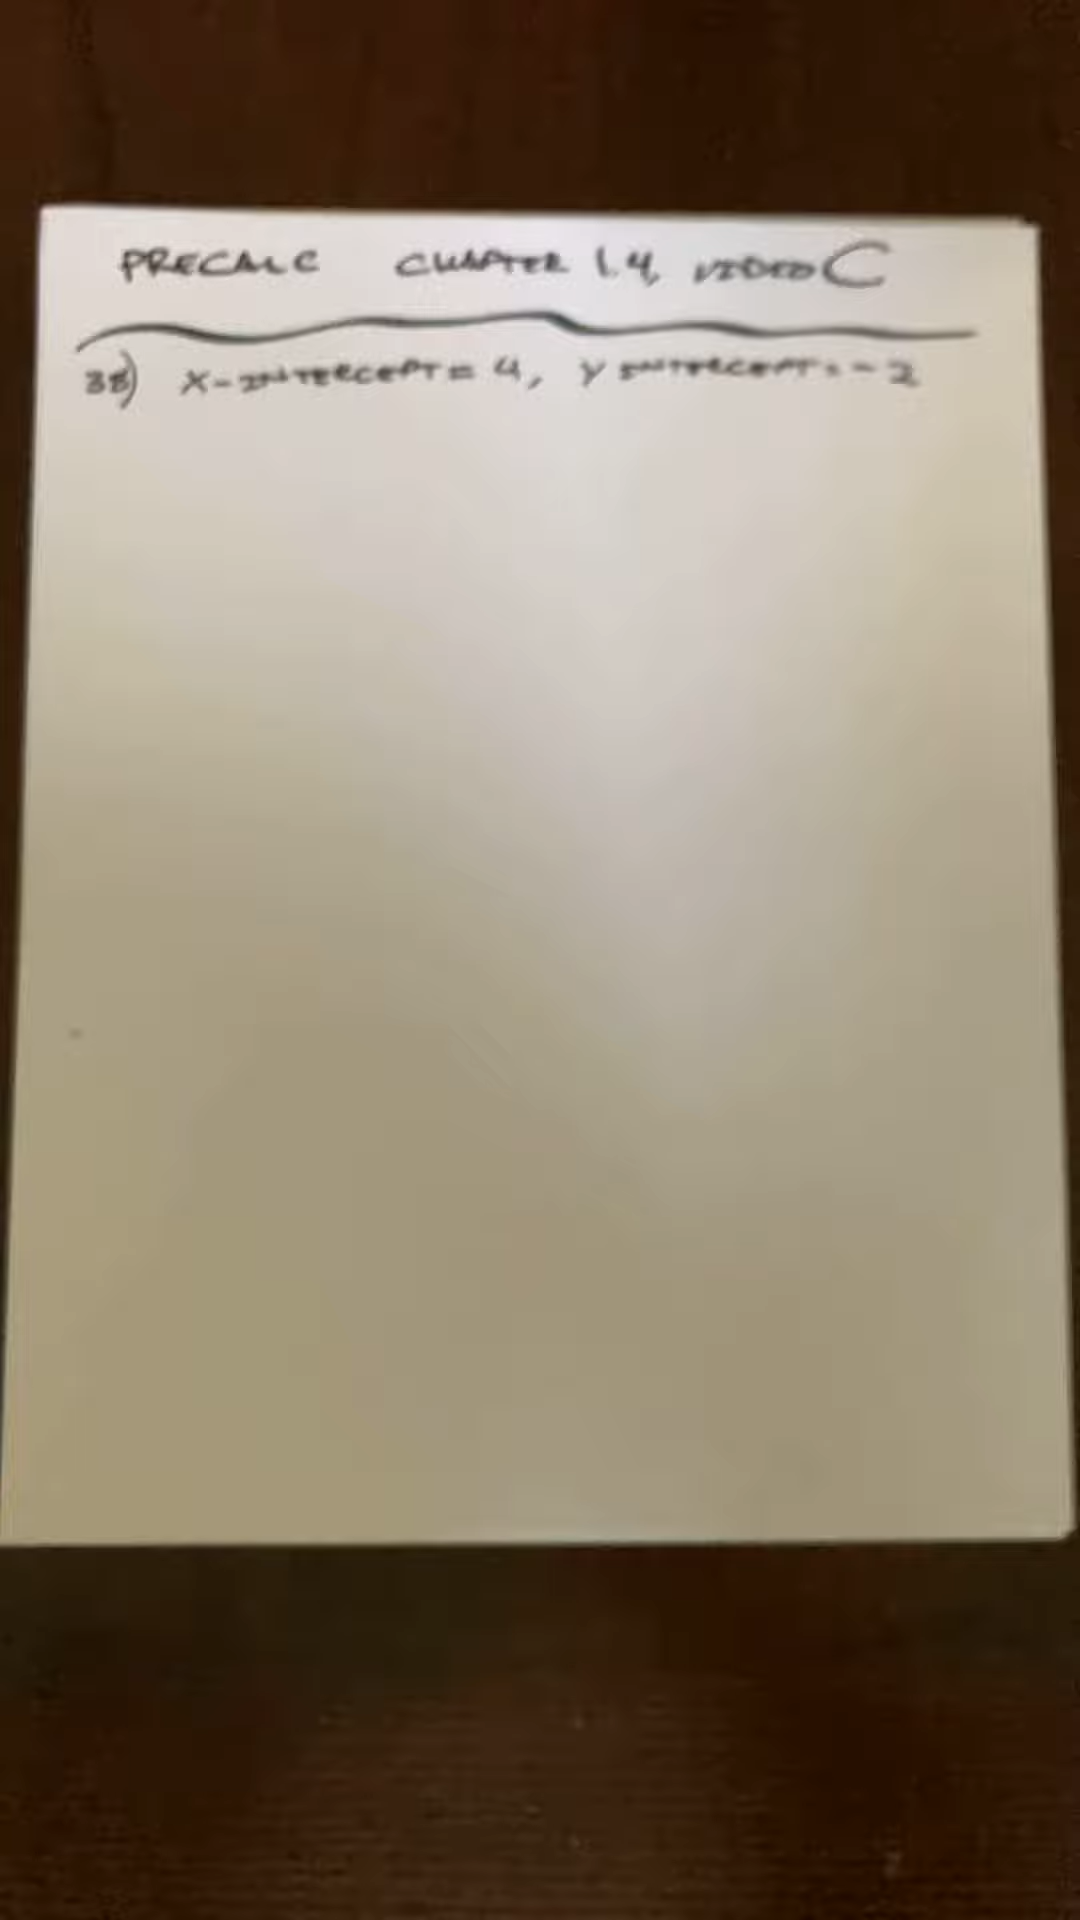 PRECALC CHAPTER 1.4, VIDEO C
38) X-INTERCEPT = 4, Y INTERCEPT = -2